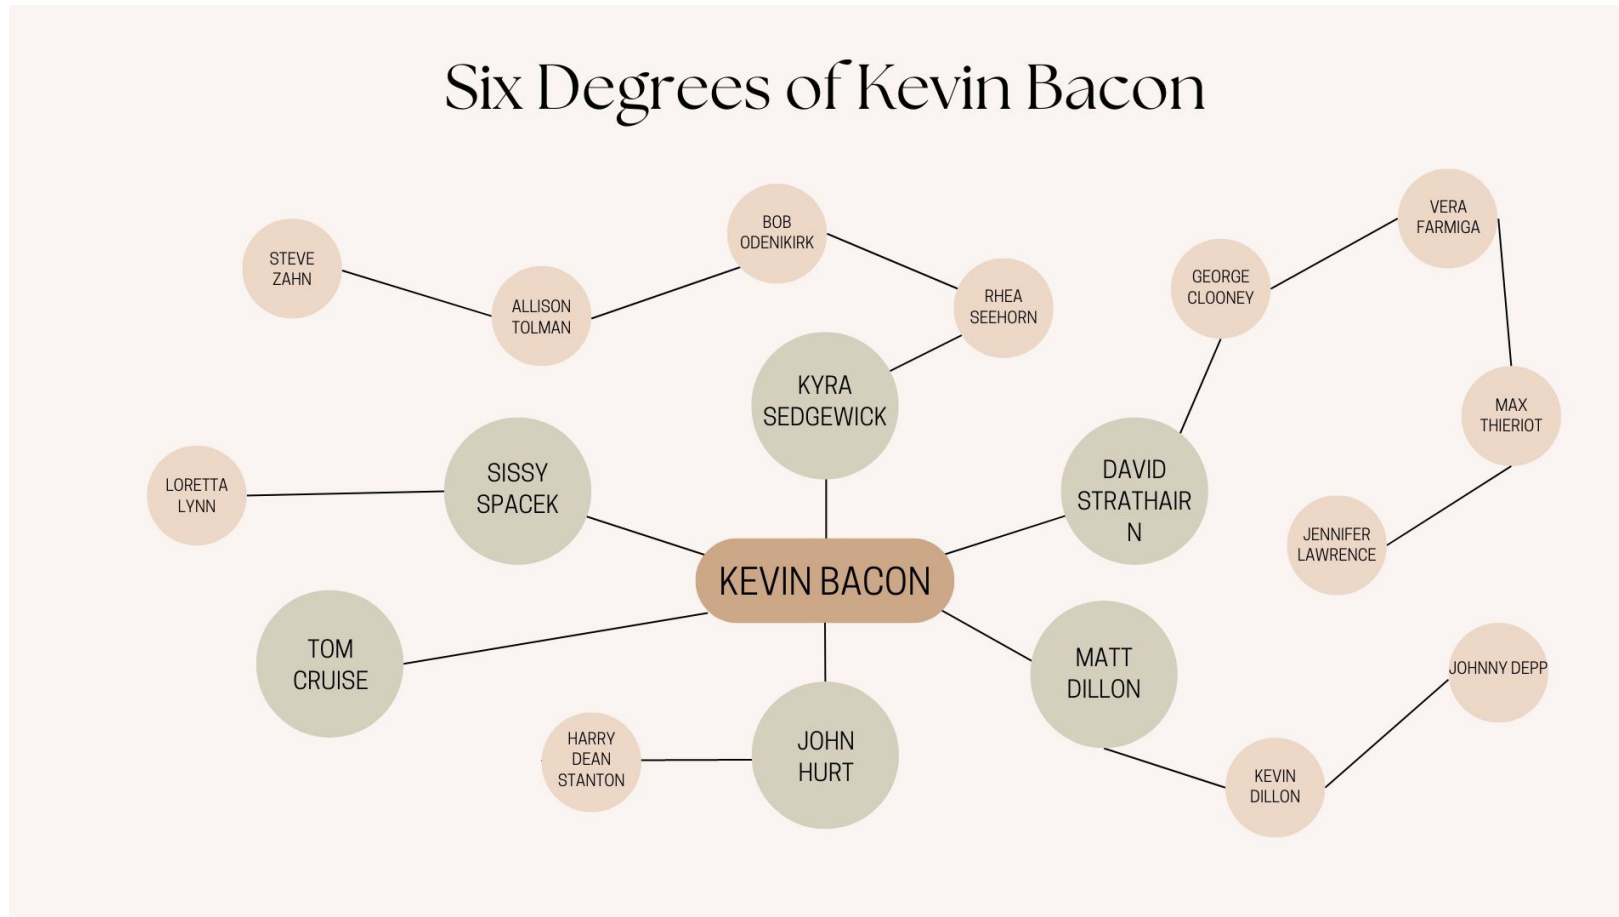 Six Degrees of Kevin Bacon
VERA
FARMIGA
BOB
ODENIKIRK
STEVE
ZAHN
GEORGE
CLOONEY
ALLISON
TOLMAN
RHEA
SEEHORN
KYRA
SEDGEWICK
MAX
THIERIOT
LORETTA
LYNN
SISSY
SPACEK
DAVID
STRATHAIR
N
JENNIFER
LAWRENCE
KEVIN BACON
TOM
CRUISE
MATT
DILLON
JOHNNY DEPP
HARRY
DEAN
STANTON
JOHN
HURT
KEVIN
DILLON